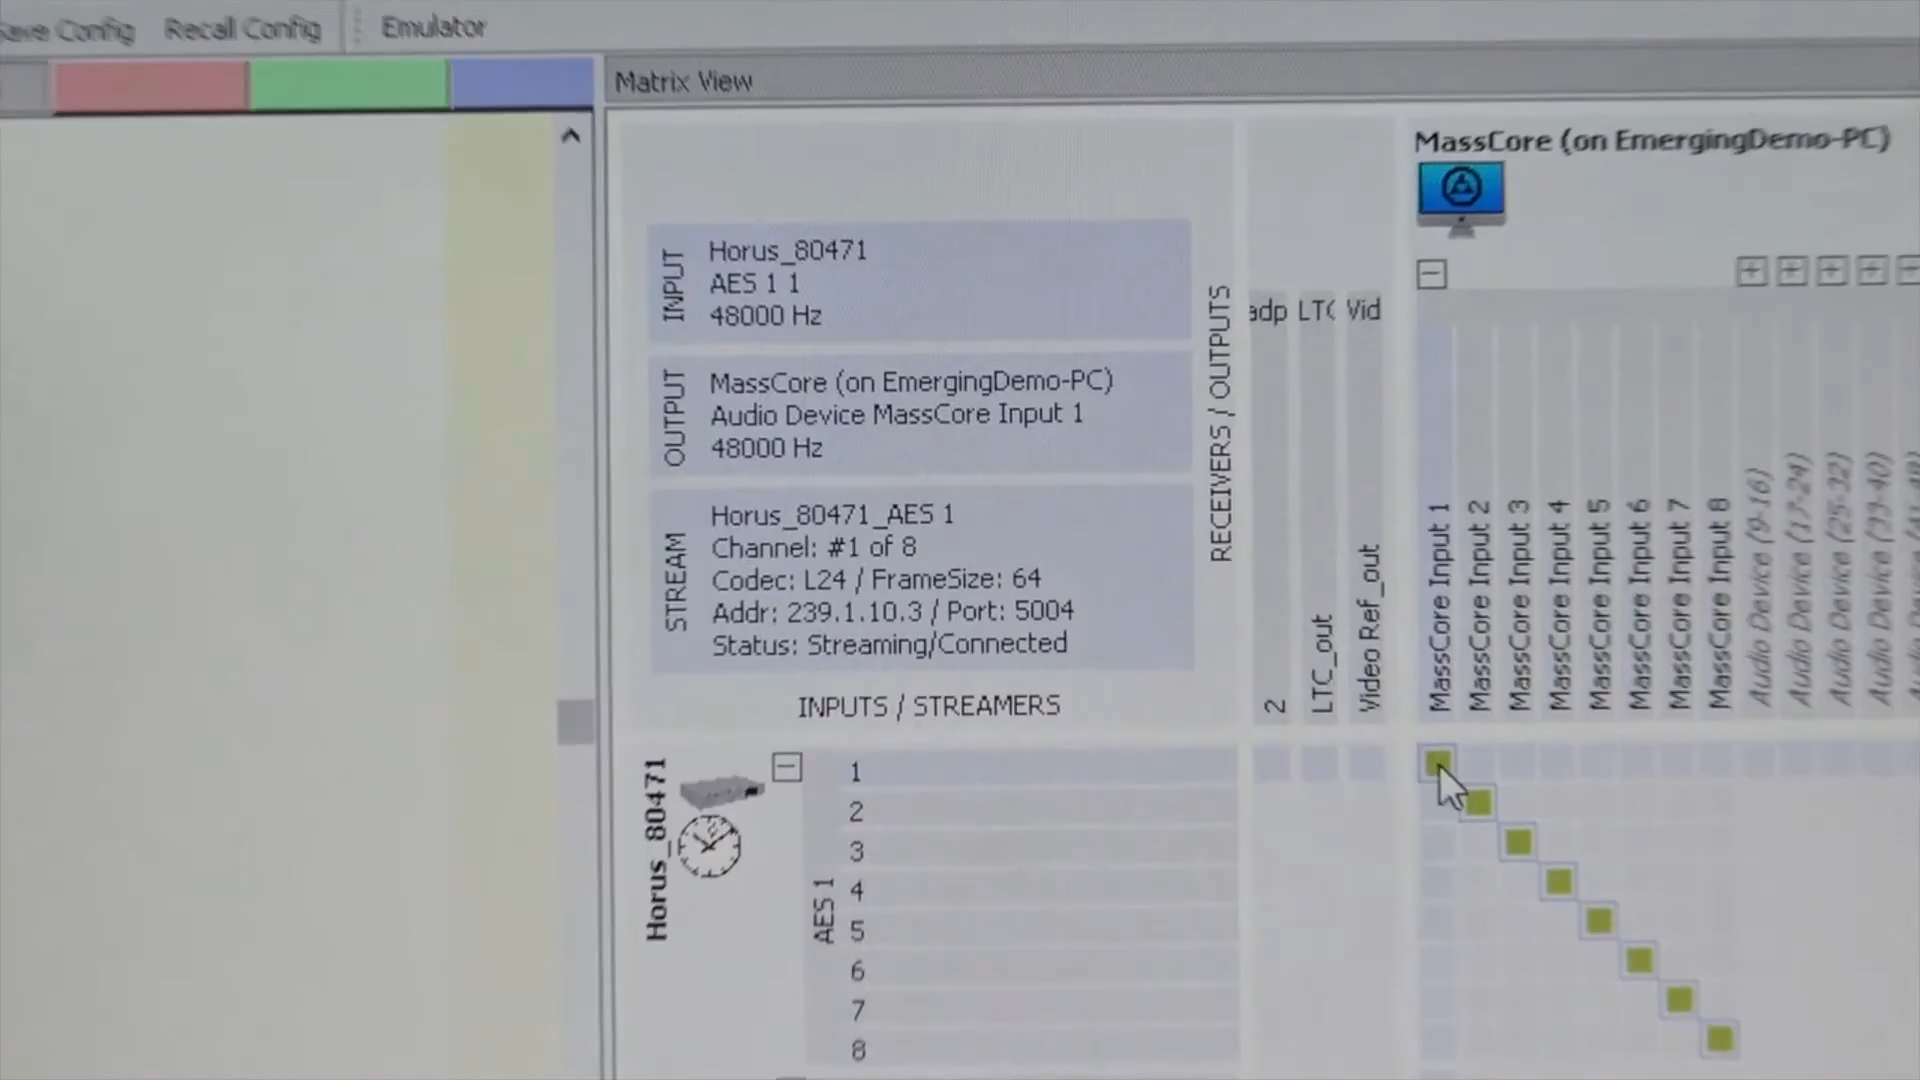 Save Config Recall Config Emulator
Matrix View
MassCore (on EmergingDemo-PC)
INPUT
Horus_80471
AES 1 1
48000 Hz
OUTPUT
MassCore (on EmergingDemo-PC)
Audio Device MassCore Input 1
48000 Hz
STREAM
Horus_80471_AES 1
Channel: #1 of 8
Codec: L24 / FrameSize: 64
Addr: 239.1.10.3 / Port: 5004
Status: Streaming/Connected
RECEIVERS / OUTPUTS
INPUTS / STREAMERS
adp LTC Vid
2
LTC_out
Video Ref_out
MassCore Input 1
MassCore Input 2
MassCore Input 3
MassCore Input 4
MassCore Input 5
MassCore Input 6
MassCore Input 7
MassCore Input 8
Audio Device (9-16)
Audio Device (17-24)
Audio Device (25-32)
Audio Device (33-40)
Horus_80471
AES 1
1
2
3
4
5
6
7
8